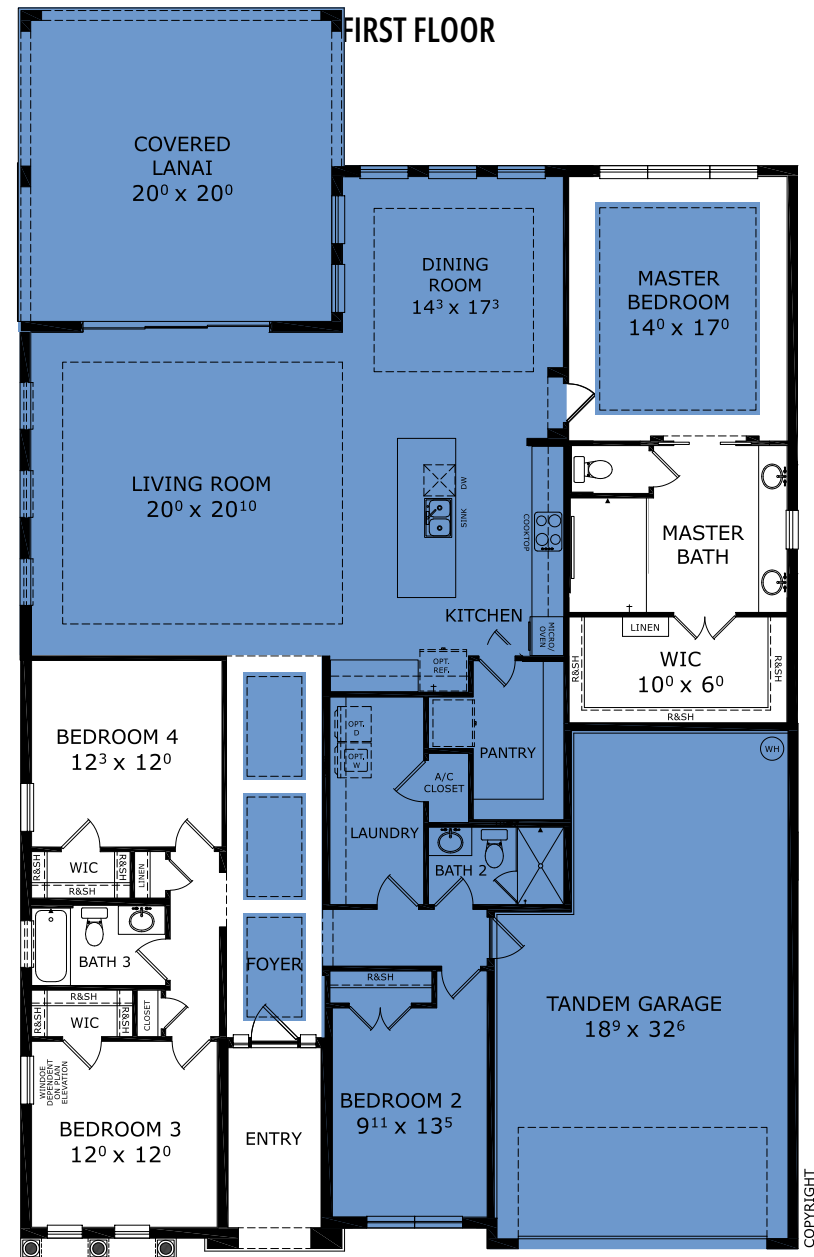 FIRST FLOOR
COVERED
LANAI
20⁰ x 20⁰
DINING
ROOM
14³ x 17³
MASTER
BEDROOM
14⁰ x 17⁰
LIVING ROOM
20⁰ x 20¹⁰
DW
SINK
COOKTOP
MASTER
BATH
KITCHEN
MICRO/
OVEN
OPT.
REF.
LINEN
R&SH
WIC
10⁰ x 6⁰
R&SH
R&SH
BEDROOM 4
12³ x 12⁰
OPT.
D
OPT.
W
PANTRY
A/C
CLOSET
WH
LAUNDRY
R&SH
WIC
R&SH
R&SH
LINEN
BATH 2
BATH 3
FOYER
R&SH
R&SH
WIC
R&SH
CLOSET
R&SH
TANDEM GARAGE
18⁹ x 32⁶
WINDOE
DEPENDENT
ON PLAN
ELEVATION
BEDROOM 3
12⁰ x 12⁰
ENTRY
BEDROOM 2
9¹¹ x 13⁵
COPYRIGHT